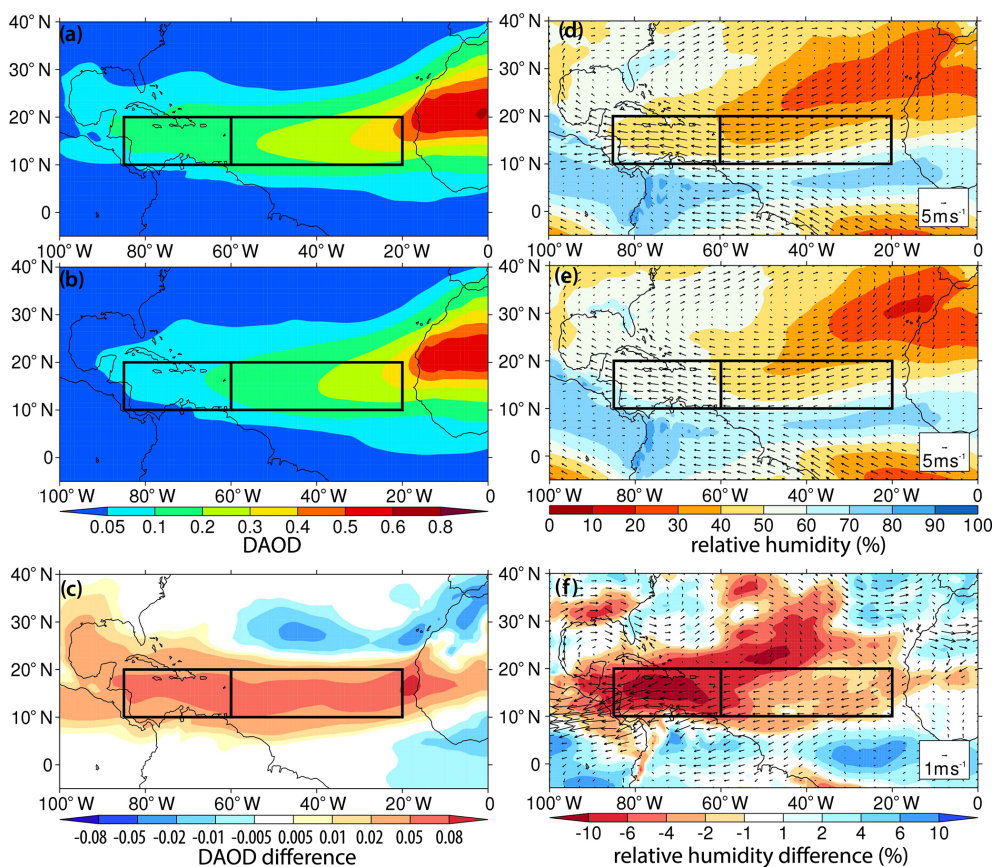 (a)
40° N
30° N
20° N
10° N
0
100° W 80° W 60° W 40° W 20° W 0
(b)
40° N
30° N
20° N
10° N
0
100° W 80° W 60° W 40° W 20° W 0
0.05 0.1 0.2 0.3 0.4 0.5 0.6 0.8
DAOD
(c)
40° N
30° N
20° N
10° N
0
100° W 80° W 60° W 40° W 20° W 0
-0.08 -0.05 -0.02 -0.01 -0.005 0.005 0.01 0.02 0.05 0.08
DAOD difference
(d)
40° N
30° N
20° N
10° N
0
5ms⁻¹
100° W 80° W 60° W 40° W 20° W 0
(e)
40° N
30° N
20° N
10° N
0
5ms⁻¹
100° W 80° W 60° W 40° W 20° W 0
0 10 20 30 40 50 60 70 80 90 100
relative humidity (%)
(f)
40° N
30° N
20° N
10° N
0
1ms⁻¹
100° W 80° W 60° W 40° W 20° W 0
-10 -6 -4 -2 -1 1 2 4 6 10
relative humidity difference (%)